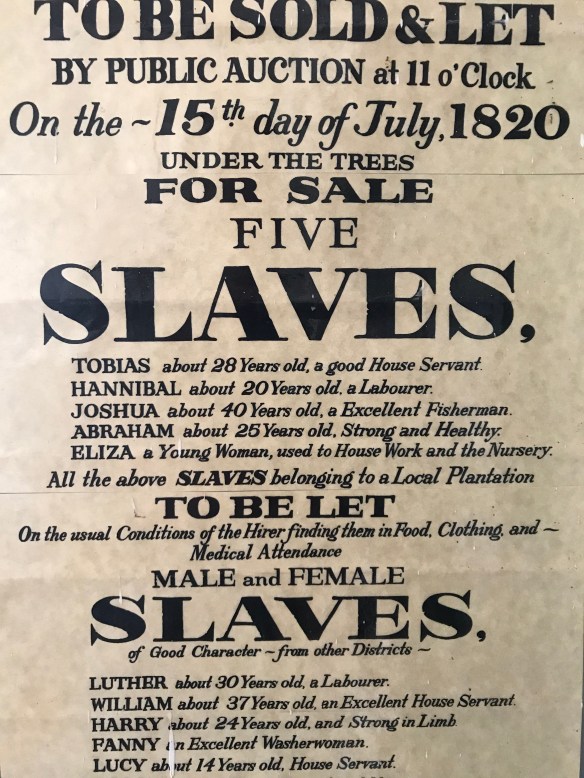 TO BE SOLD & LET
BY PUBLIC AUCTION at 11 o'Clock
On the ~ 15th day of July, 1820
UNDER THE TREES
FOR SALE
FIVE
SLAVES,
TOBIAS about 28 Years old, a good House Servant.
HANNIBAL about 20 Years old, a Labourer.
JOSHUA about 40 Years old, a Excellent Fisherman.
ABRAHAM about 25 Years old, Strong and Healthy.
ELIZA a Young Woman, used to House Work and the Nursery.
All the above SLAVES belonging to a Local Plantation
TO BE LET
On the usual Conditions of the Hirer finding them in Food, Clothing, and ~
Medical Attendance
MALE and FEMALE
SLAVES,
of Good Character ~ from other Districts ~
LUTHER about 30 Years old, a Labourer.
WILLIAM about 37 Years old, an Excellent House Servant.
HARRY about 24 Years old, and Strong in Limb
FANNY an Excellent Washerwoman.
LUCY about 14 Years old, House Servant.